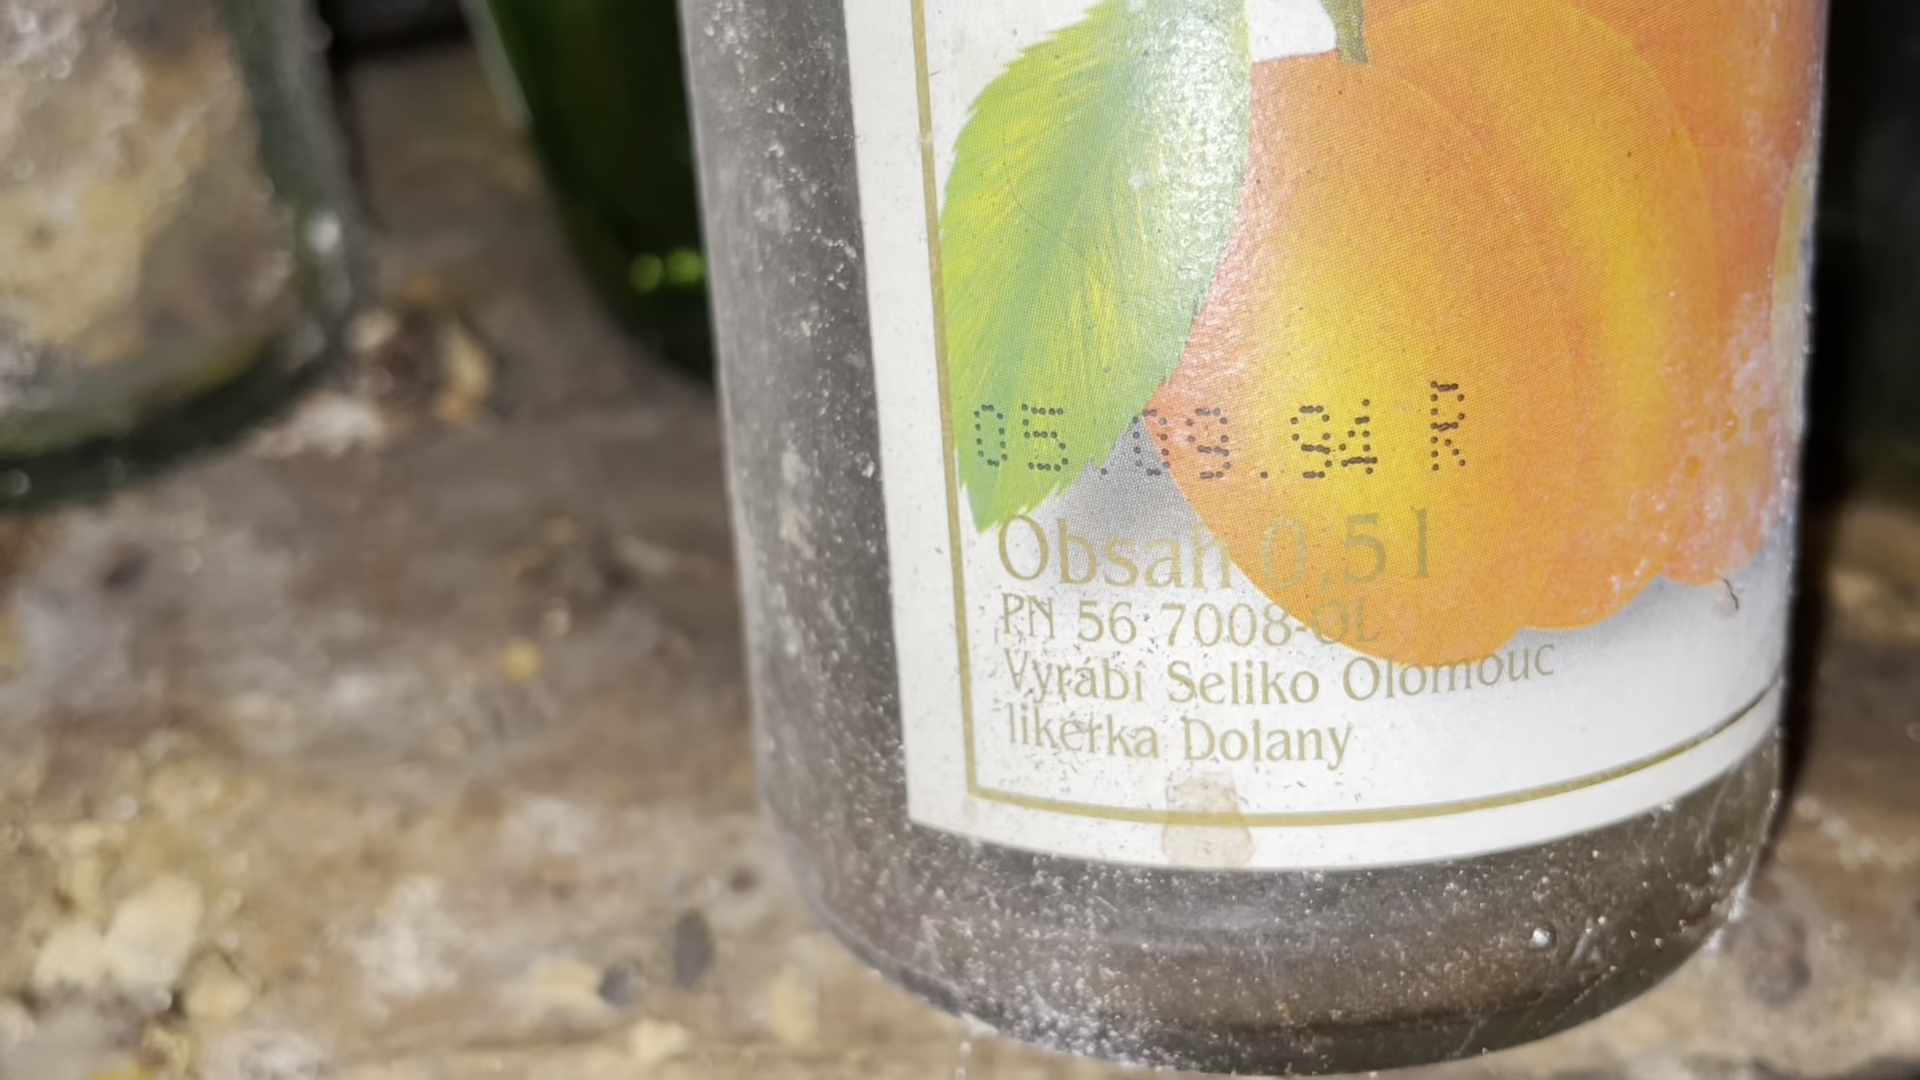 05.09.94 R
Obsah 0,5 l
PN 56 7008-OL
Vyrábí Seliko Olomouc
likérka Dolany